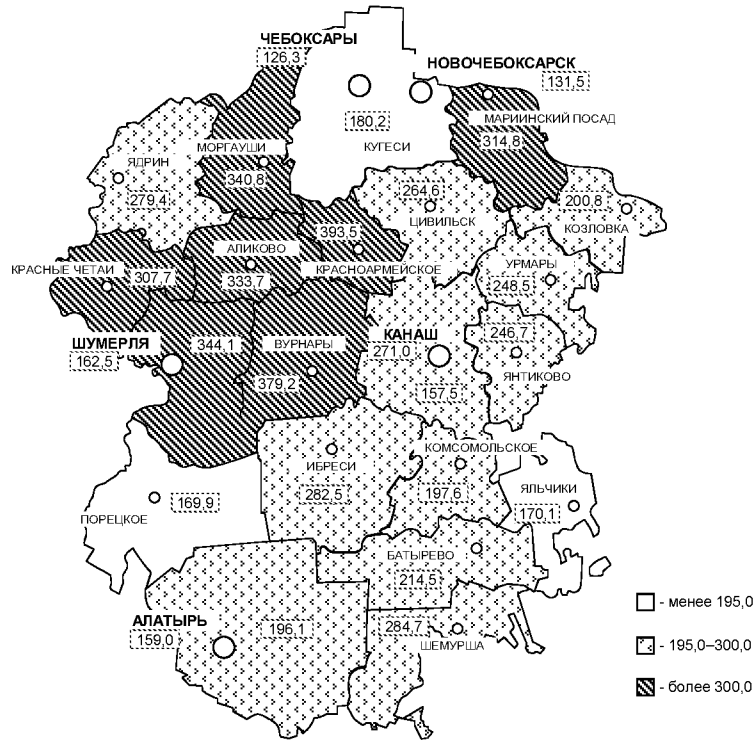 ЧЕБОКСАРЫ
126,3
НОВОЧЕБОКСАРСК
131,5
180,2
КУГЕСИ
МАРИИНСКИЙ ПОСАД
314,8
МОРГАУШИ
340,8
ЯДРИН
279,4
264,6
ЦИВИЛЬСК
200,8
КОЗЛОВКА
393,5
КРАСНОАРМЕЙСКОЕ
АЛИКОВО
333,7
КРАСНЫЕ ЧЕТАИ
307,7
УРМАРЫ
248,5
ШУМЕРЛЯ
162,5
344,1
ВУРНАРЫ
379,2
КАНАШ
271,0
157,5
246,7
ЯНТИКОВО
ИБРЕСИ
282,5
КОМСОМОЛЬСКОЕ
197,6
ЯЛЬЧИКИ
170,1
ПОРЕЦКОЕ
169,9
БАТЫРЕВО
214,5
АЛАТЫРЬ
159,0
196,1
284,7
ШЕМУРША
- менее 195,0
- 195,0–300,0
- более 300,0